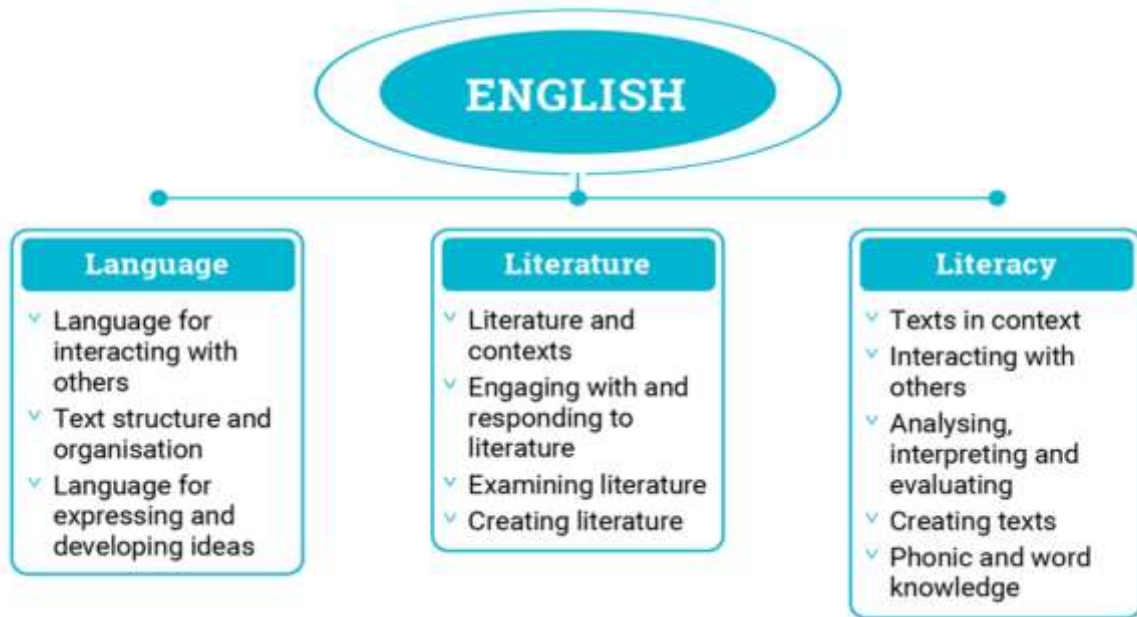 ENGLISH
Language
Language for
interacting with
others
Text structure and
organisation
Language for
expressing and
developing ideas
Literature
Literature and
contexts
Engaging with and
responding to
literature
Examining literature
Creating literature
Literacy
Texts in context
Interacting with
others
Analysing,
interpreting and
evaluating
Creating texts
Phonic and word
knowledge